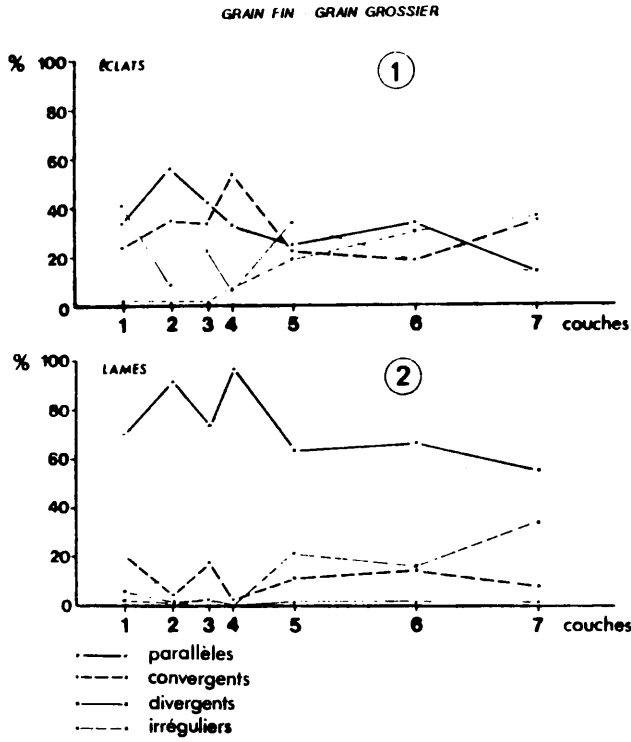 GRAIN FIN GRAIN GROSSIER
% 100 ÉCLATS 1
80
60
40
20
0
1 2 3 4 5 6 7 couches
% 100 LAMES 2
80
60
40
20
0
1 2 3 4 5 6 7 couches
parallèles
convergents
divergents
irréguliers